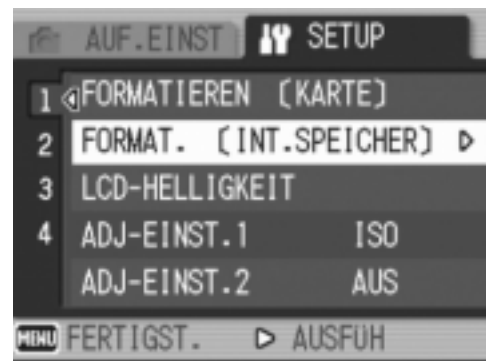 AUF.EINST SETUP
1 FORMATIEREN [KARTE]
2 FORMAT. [INT.SPEICHER]
3 LCD-HELLIGKEIT
4 ADJ-EINST.1 ISO
ADJ-EINST.2 AUS
MENU FERTIGST. AUSFÜH